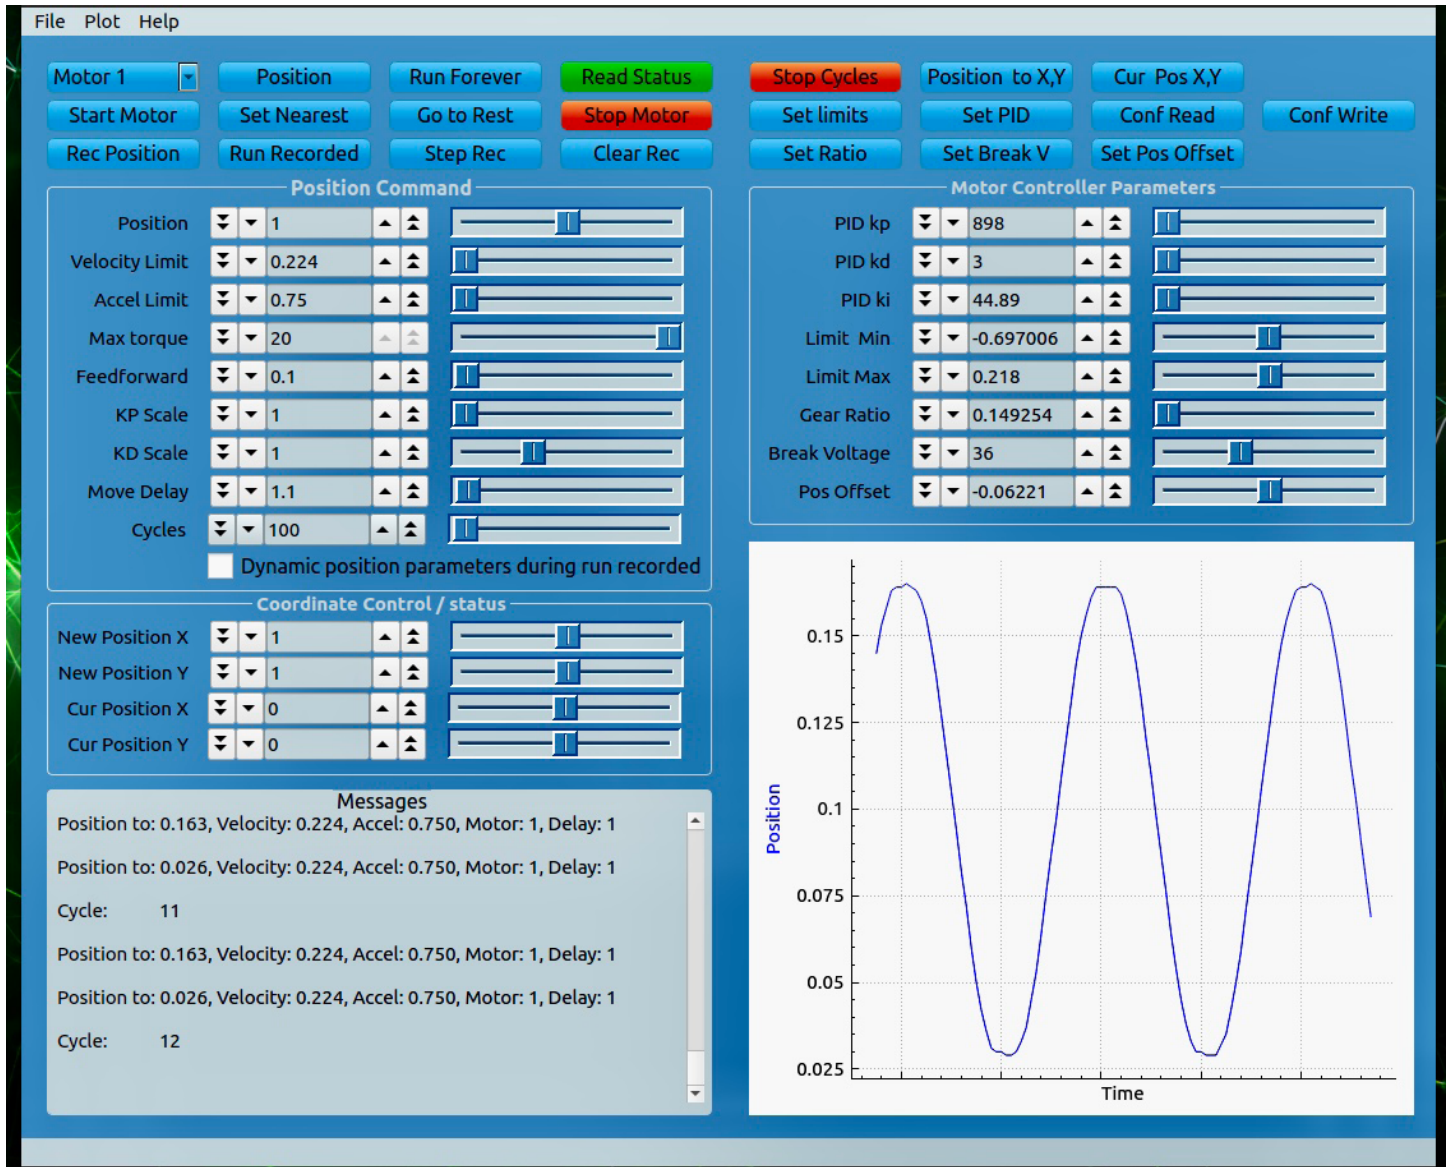 File Plot Help
Motor 1 Position Run Forever Read Status Stop Cycles Position to X,Y Cur Pos X,Y
Start Motor Set Nearest Go to Rest Stop Motor Set limits Set PID Conf Read Conf Write
Rec Position Run Recorded Step Rec Clear Rec Set Ratio Set Break V Set Pos Offset
Position Command
Position 1
Velocity Limit 0.224
Accel Limit 0.75
Max torque 20
Feedforward 0.1
KP Scale 1
KD Scale 1
Move Delay 1.1
Cycles 100
Dynamic position parameters during run recorded
Coordinate Control / status
New Position X 1
New Position Y 1
Cur Position X 0
Cur Position Y 0
Messages
Position to: 0.163, Velocity: 0.224, Accel: 0.750, Motor: 1, Delay: 1
Position to: 0.026, Velocity: 0.224, Accel: 0.750, Motor: 1, Delay: 1
Cycle: 11
Position to: 0.163, Velocity: 0.224, Accel: 0.750, Motor: 1, Delay: 1
Position to: 0.026, Velocity: 0.224, Accel: 0.750, Motor: 1, Delay: 1
Cycle: 12
Motor Controller Parameters
PID kp 898
PID kd 3
PID ki 44.89
Limit Min -0.697006
Limit Max 0.218
Gear Ratio 0.149254
Break Voltage 36
Pos Offset -0.06221
0.15
0.125
0.1
0.075
0.05
0.025
Position
Time